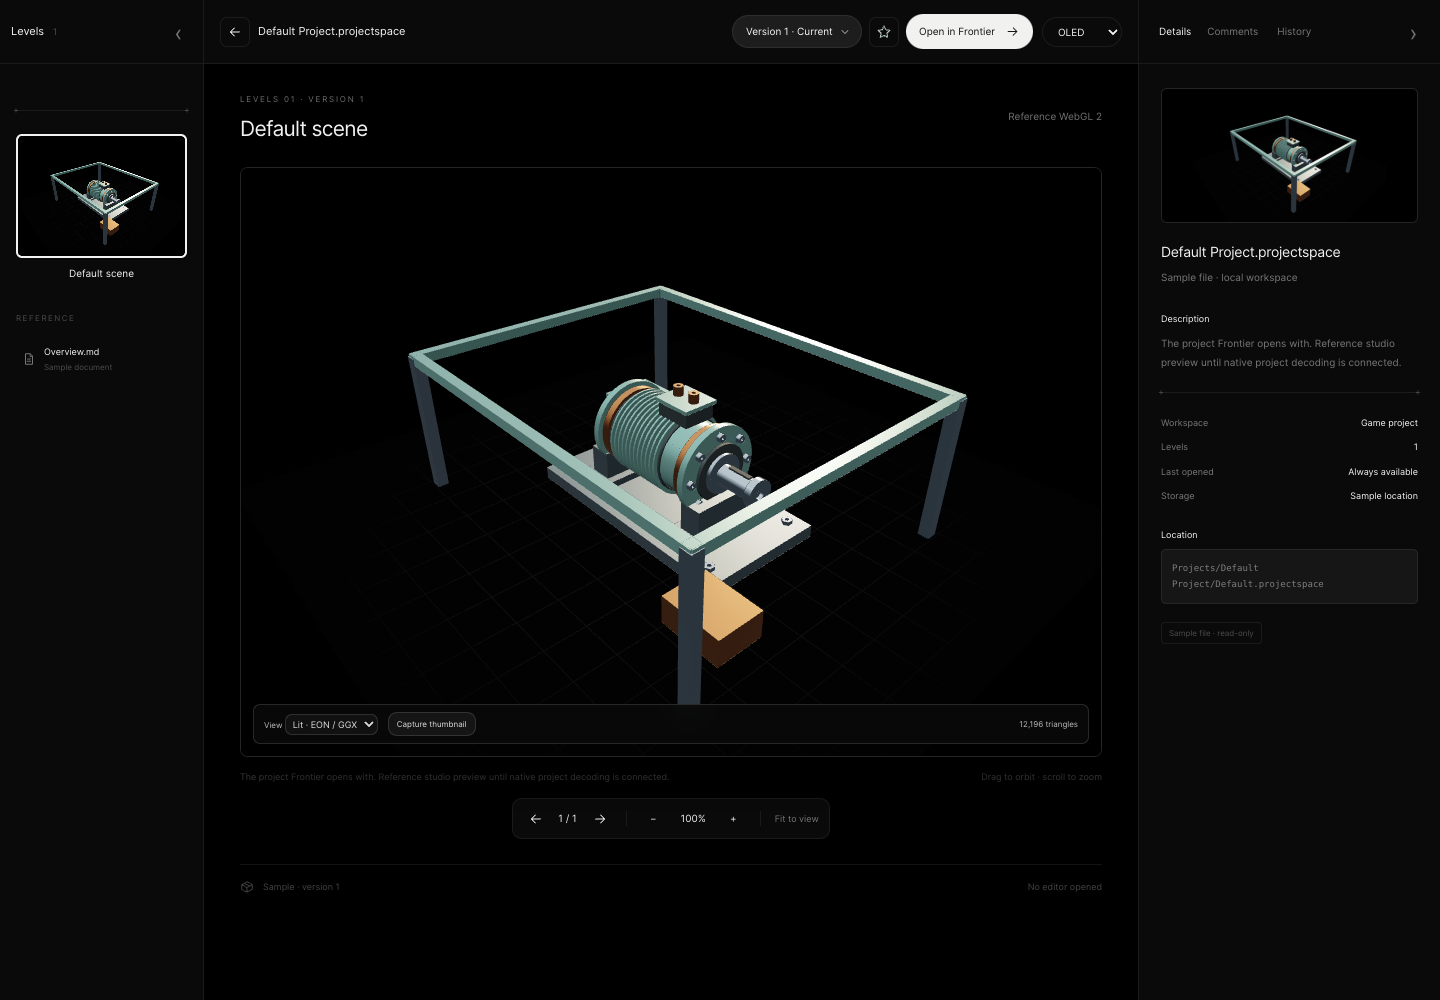 Levels 1
Default scene
REFERENCE
Overview.md
Sample document
Default Project.projectspace
Version 1 · Current
Open in Frontier
OLED
LEVELS 01 · VERSION 1
Default scene
Reference WebGL 2
View
Lit · EON / GGX
Capture thumbnail
12,196 triangles
The project Frontier opens with. Reference studio preview until native project decoding is connected.
Drag to orbit · scroll to zoom
1 / 1
−
100%
+
Fit to view
Sample · version 1
No editor opened
Details
Comments
History
Default Project.projectspace
Sample file · local workspace
Description
The project Frontier opens with. Reference studio
preview until native project decoding is connected.
Workspace Game project
Levels 1
Last opened Always available
Storage Sample location
Location
Projects/Default
Project/Default.projectspace
Sample file · read-only